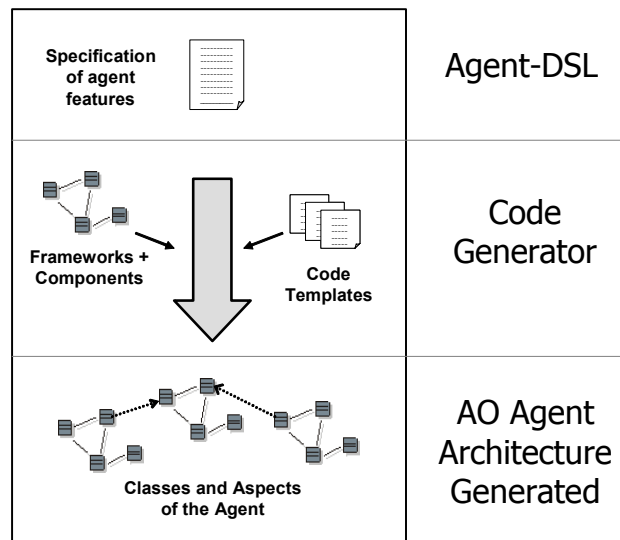 Specification
of agent
features
Agent-DSL
Frameworks +
Components
Code
Templates
Code
Generator
Classes and Aspects
of the Agent
AO Agent
Architecture
Generated